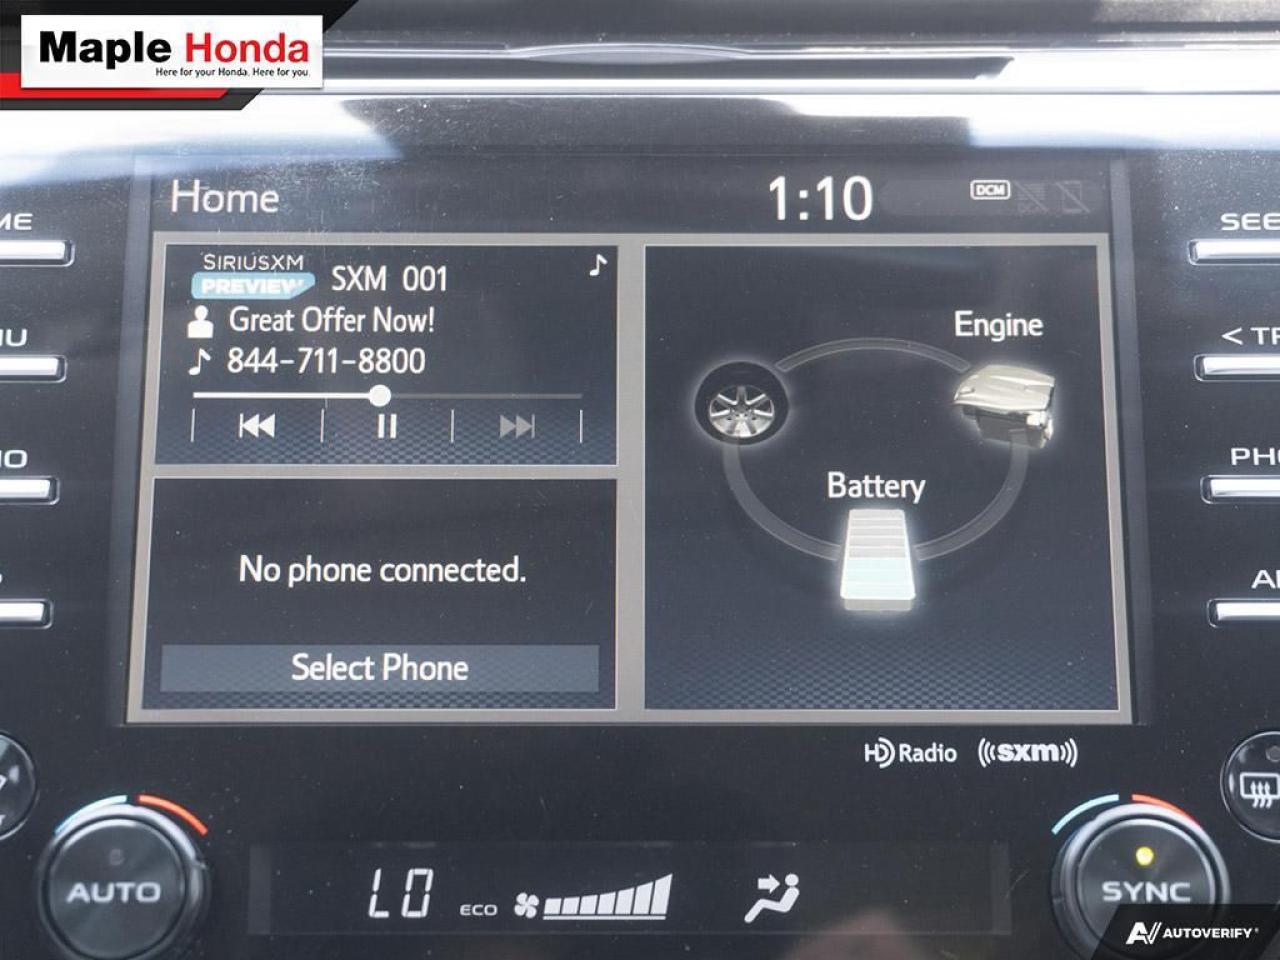 Maple Honda
Here for your Honda. Here for you.
Home
1:10
DCM
SIRIUSXM
PREVIEW
SXM 001
Great Offer Now!
844-711-8800
Engine
Battery
No phone connected.
Select Phone
HD Radio
((sxm))
AUTO
LO
ECO
SYNC
AUTOVERIFY